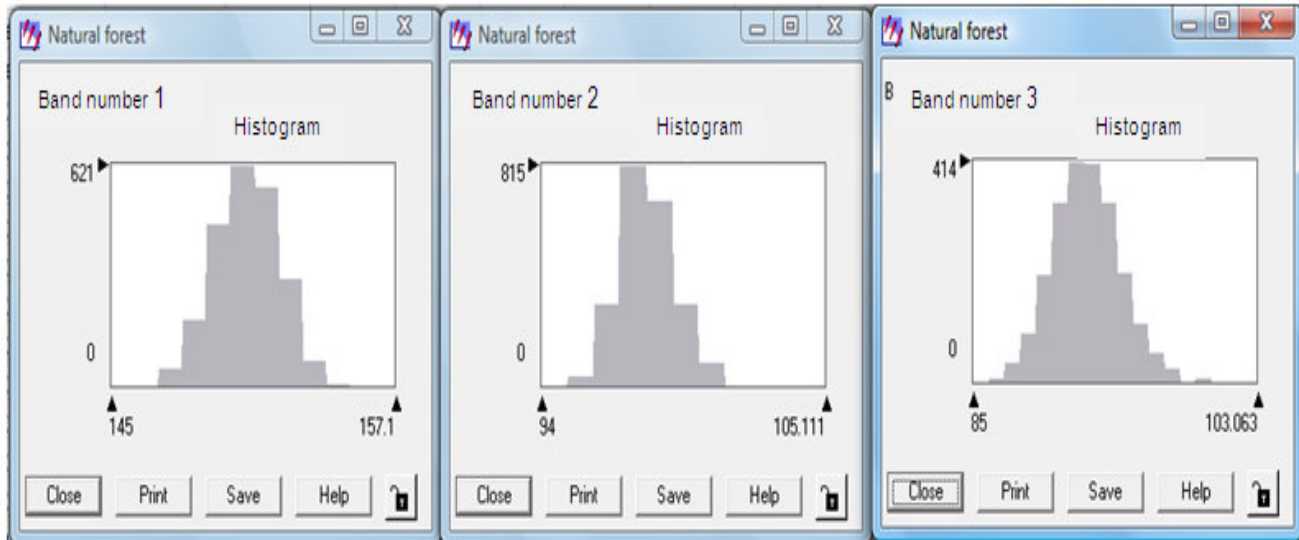 Natural forest
Band number 1
Histogram
621
0
145 157.1
Close Print Save Help
Natural forest
Band number 2
Histogram
815
0
94 105.111
Close Print Save Help
Natural forest
B Band number 3
Histogram
414
0
85 103.063
Close Print Save Help